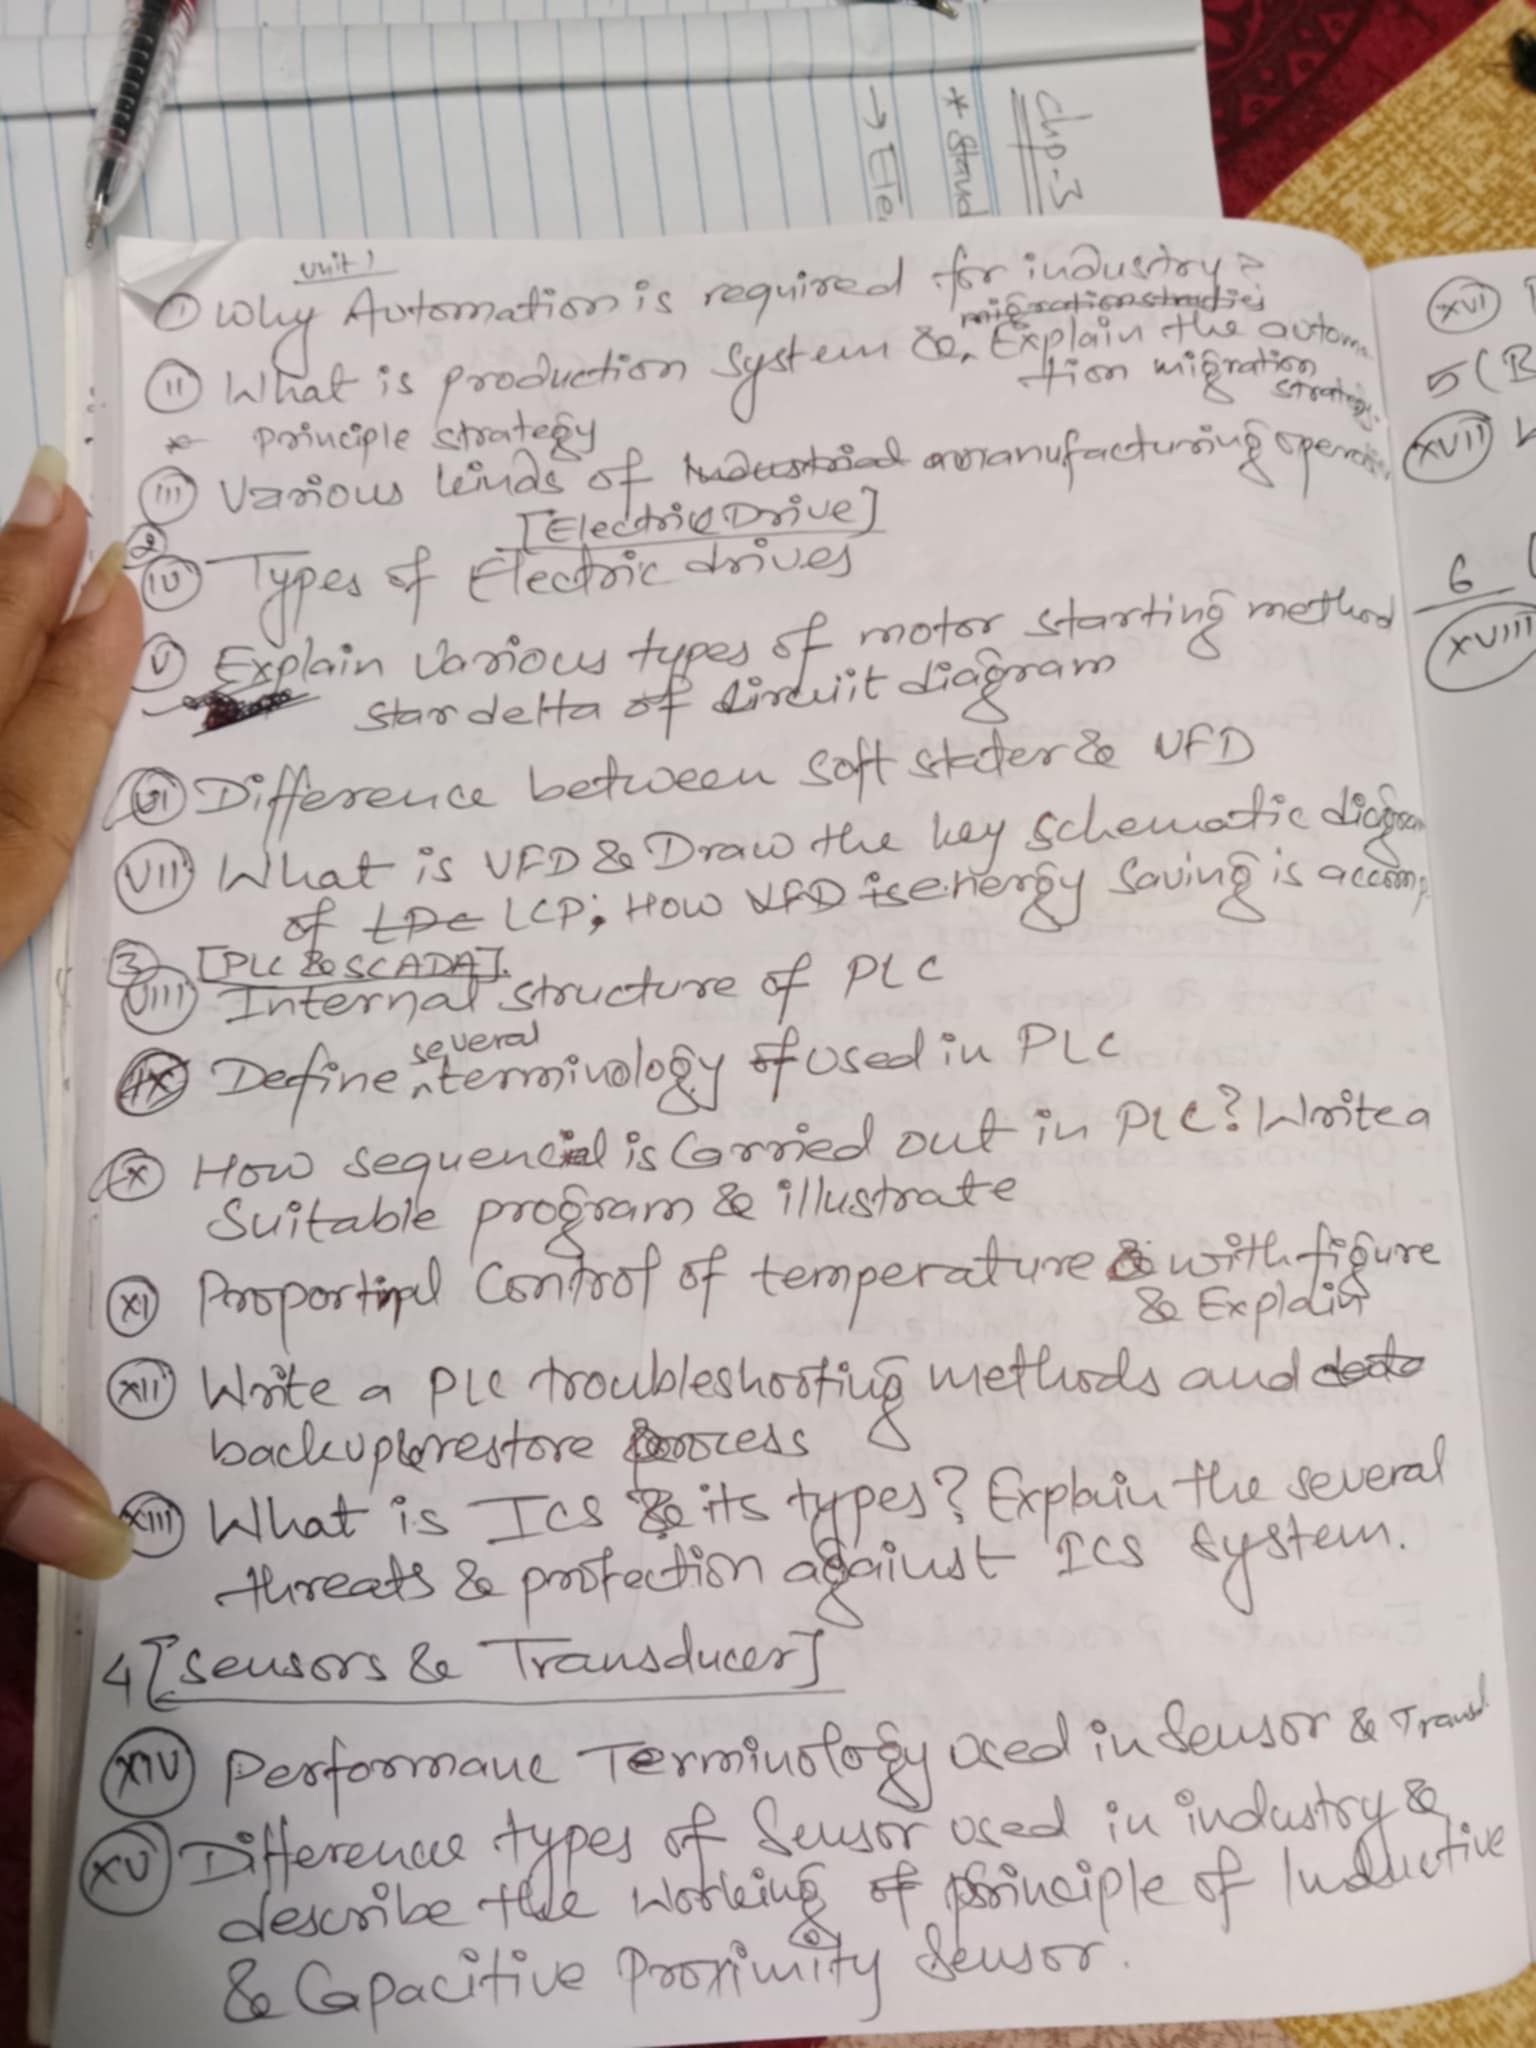 Chp. 3
* Stand
→ Ele
unit 1
(i) Why Automation is required for industry?
migration strategies
(ii) What is production system & Explain the automa
tion migration
strategy.
* Principle strategy
(iii) Various kinds of Industrial manufacturing operation
2 [Electric Drive]
(iv) Types of Electric drives
(v) Explain various types of motor starting method
star delta of circuit diagram
(vi) Difference between soft stater & VFD
(vii) What is VFD & Draw the key schematic diagram
of LDC LCP; How VFD is energy saving is accomp
3 [PLC & SCADA].
(viii) Internal structure of PLC
several
(ix) Define ^ terminology of used in PLC
(x) How sequencial is Carried out in PLC? Write a
Suitable program & illustrate
(xi) Proportinal Control of temperature & with figure
& Explain
(xii) Write a PLC troubleshooting methods and
backup & restore process
(xiii) What is ICS & its types? Explain the several
threats & protection against ICS system.
4 [Sensors & Transducer]
(xiv) Performanc Terminology used in Sensor & Transd.
(xv) Difference types of Sensor used in industry &
describe the working of principle of Inductive
& Capacitive Proximity Sensor.
(xvi)
5 (B
(xvii)
6
(xviii)